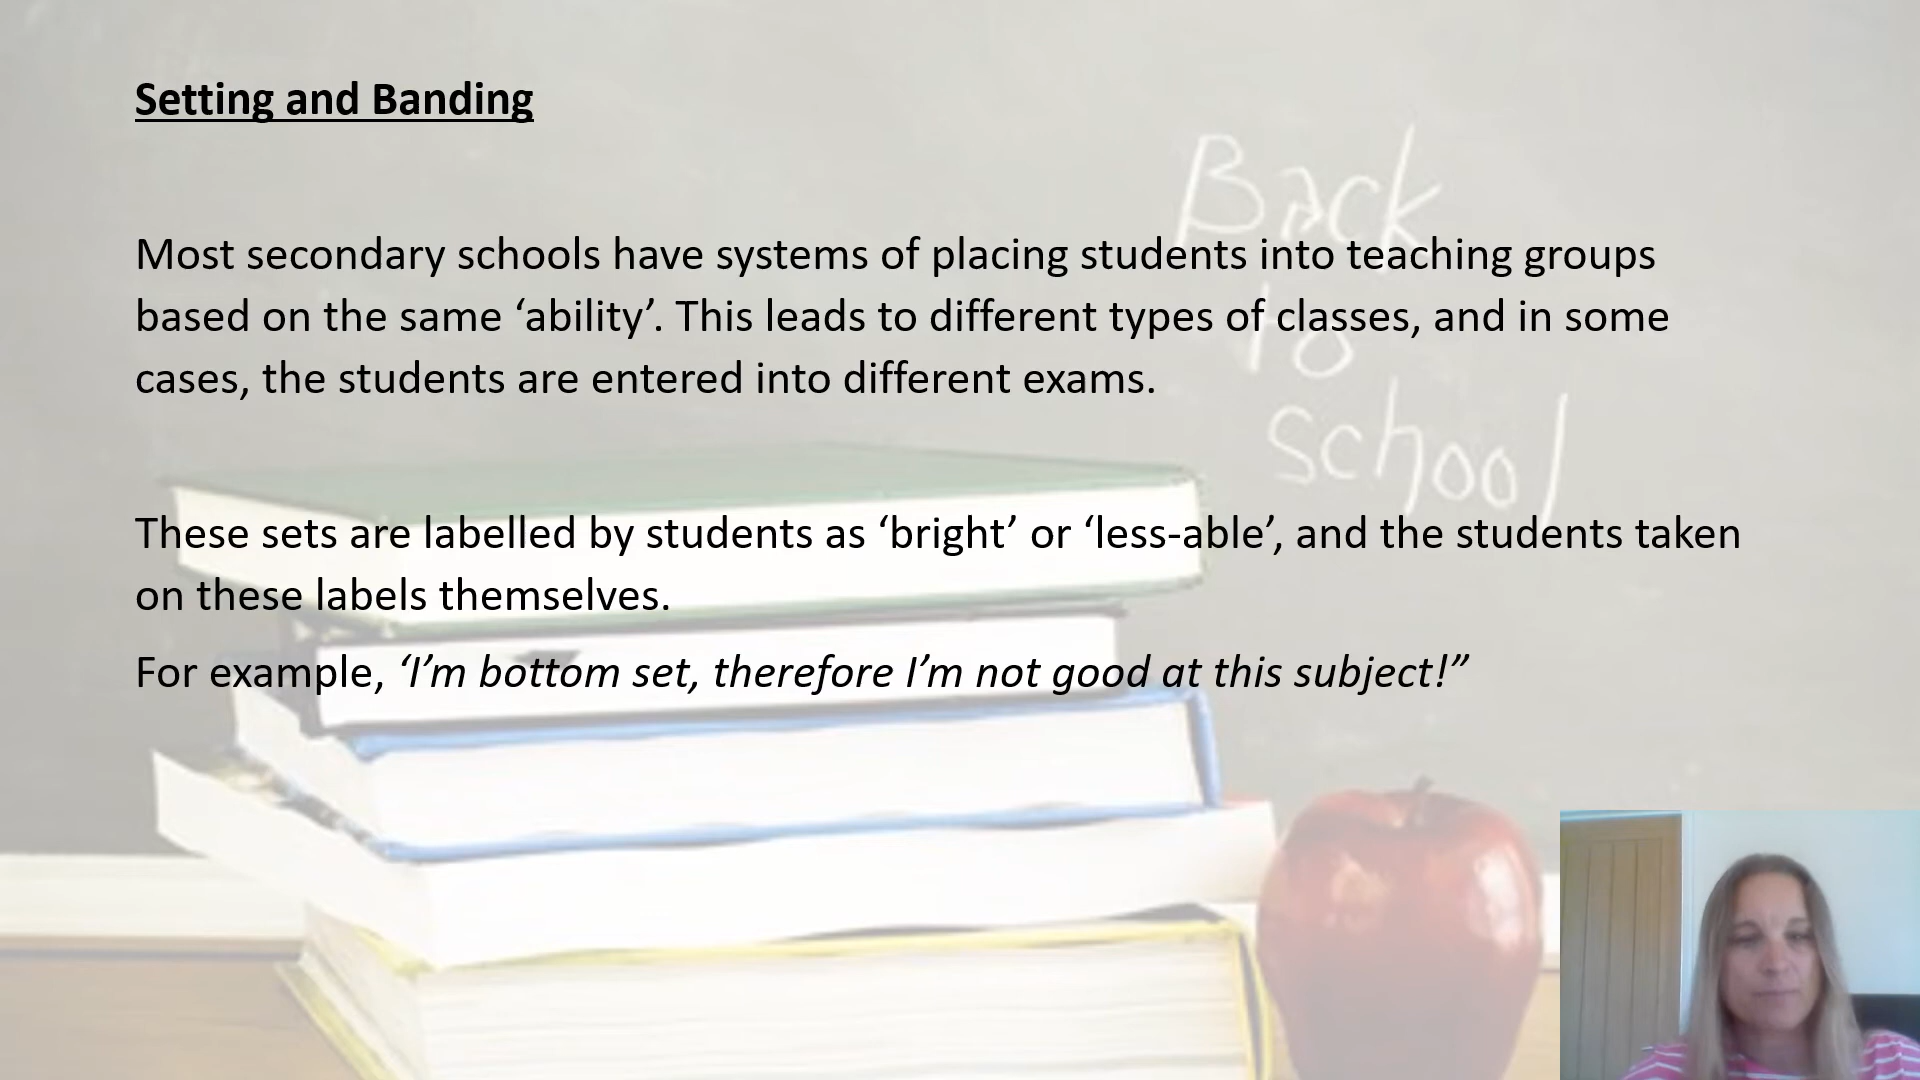 Setting and Banding
Back
Most secondary schools have systems of placing students into teaching groups
based on the same ‘ability’. This leads to different types of classes, and in some
to
cases, the students are entered into different exams.
school
These sets are labelled by students as ‘bright’ or ‘less-able’, and the students taken
on these labels themselves.
For example, ‘I’m bottom set, therefore I’m not good at this subject!”